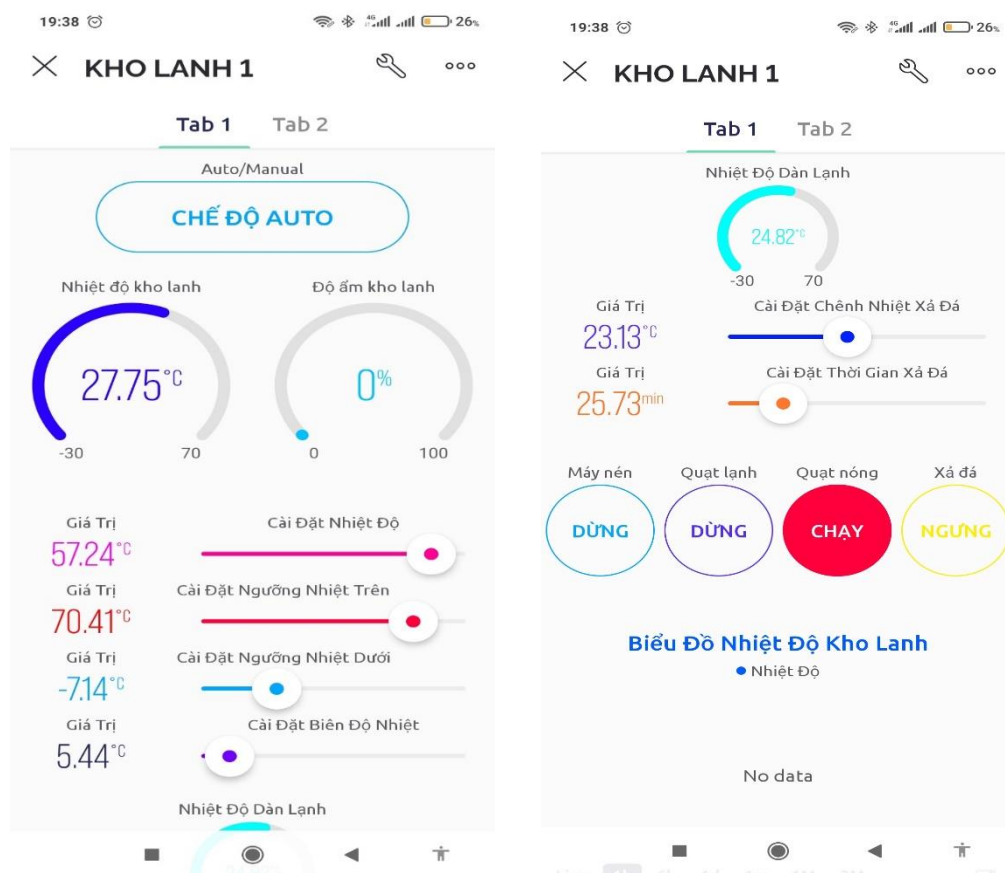 19:38
4G
26%
KHO LANH 1
Tab 1 Tab 2
Auto/Manual
CHẾ ĐỘ AUTO
Nhiệt độ kho lanh Độ ẩm kho lanh
27.75°C 0%
-30 70 0 100
Giá Trị Cài Đặt Nhiệt Độ
57.24°C
Giá Trị Cài Đặt Ngưỡng Nhiệt Trên
70.41°C
Giá Trị Cài Đặt Ngưỡng Nhiệt Dưới
-7.14°C
Giá Trị Cài Đặt Biên Độ Nhiệt
5.44°C
Nhiệt Độ Dàn Lạnh
19:38
4G
26%
KHO LANH 1
Tab 1 Tab 2
Nhiệt Độ Dàn Lạnh
24.82°C
-30 70
Giá Trị Cài Đặt Chênh Nhiệt Xả Đá
23.13°C
Giá Trị Cài Đặt Thời Gian Xả Đá
25.73min
Máy nén Quạt lạnh Quạt nóng Xả đá
DỪNG DỪNG CHẠY NGƯNG
Biểu Đồ Nhiệt Độ Kho Lanh
Nhiệt Độ
No data